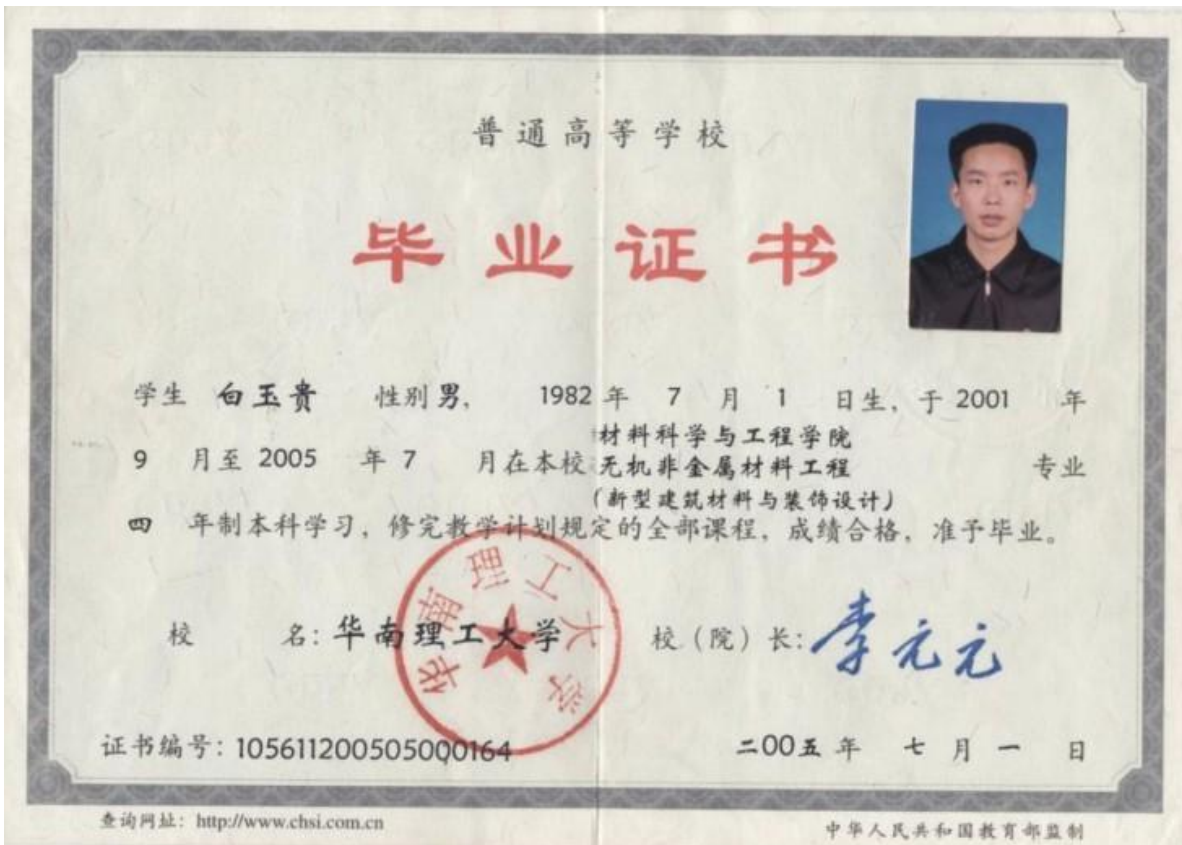 普通高等学校
毕业证书
学生 白玉贵 性别 男, 1982 年 7 月 1 日生, 于 2001 年
材料科学与工程学院
9 月至 2005 年 7 月在本校 无机非金属材料工程 专业
(新型建筑材料与装饰设计)
四 年制本科学习, 修完教学计划规定的全部课程, 成绩合格, 准予毕业。
华南理工大学
校 名: 华南理工大学 校(院)长: 李元元
证书编号: 105611200505000164 二00五年 七月一日
查询网址: http://www.chsi.com.cn 中华人民共和国教育部监制